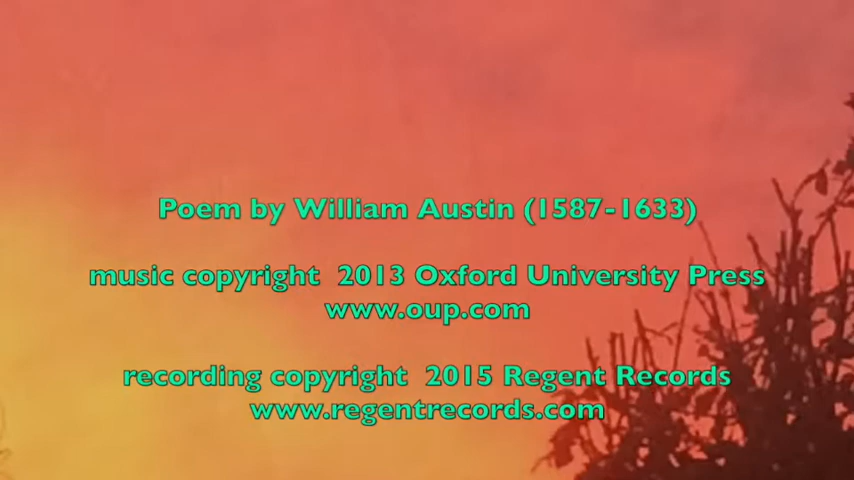 Poem by William Austin (1587-1633)
music copyright 2013 Oxford University Press
www.oup.com
recording copyright 2015 Regent Records
www.regentrecords.com